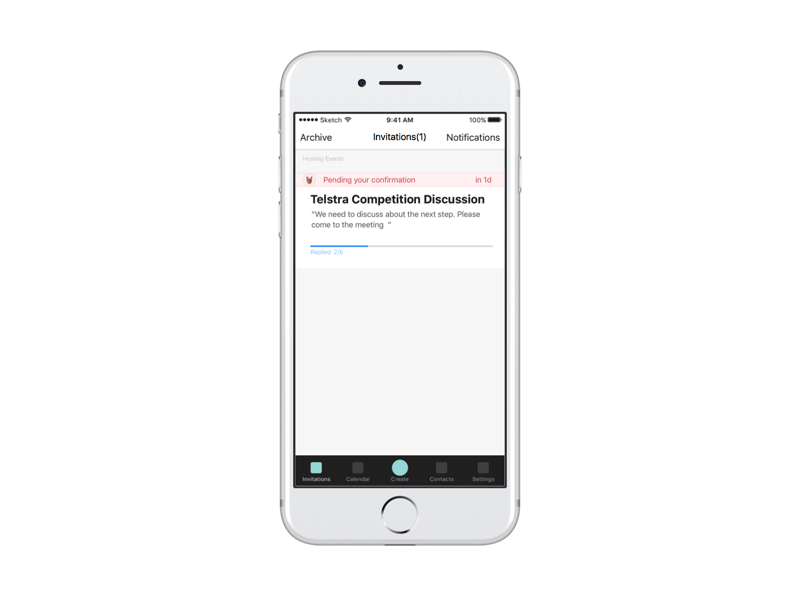 Sketch 9:41 AM 100%
Archive Invitations(1) Notifications
Hosting Events
Pending your confirmation in 1d
Telstra Competition Discussion
“We need to discuss about the next step. Please
come to the meeting ”
Replied 2/6
Invitations Calendar Create Contacts Settings